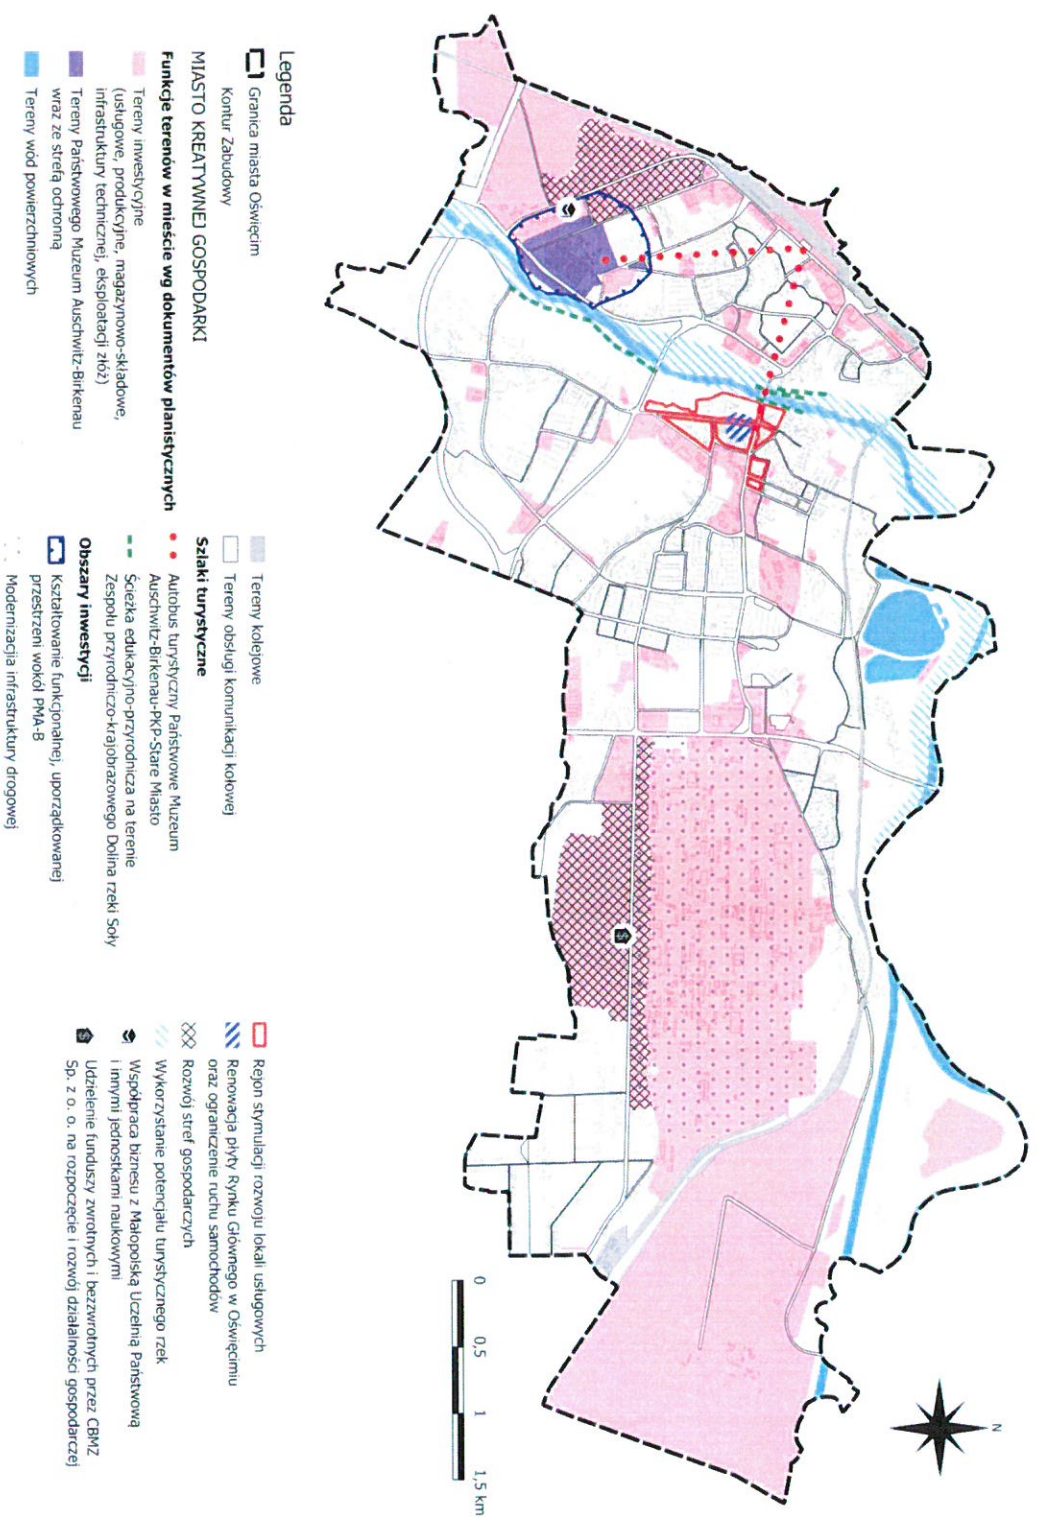 N
0
0,5
1
1,5 km
Legenda
Granica miasta Oświęcim
Kontur Zabudowy
MIASTO KREATYWNEJ GOSPODARKI
Funkcje terenów w mieście wg dokumentów planistycznych
Tereny inwestycyjne
(usługowe, produkcyjne, magazynowo-składowe,
infrastruktury technicznej, eksploatacji złóż)
Tereny Państwowego Muzeum Auschwitz-Birkenau
wraz ze strefą ochronną
Tereny wód powierzchniowych
Tereny kolejowe
Tereny obsługi komunikacji kołowej
Szlaki turystyczne
Autobus turystyczny Państwowe Muzeum
Auschwitz-Birkenau-PKP-Stare Miasto
Ścieżka edukacyjno-przyrodnicza na terenie
Zespołu przyrodniczo-krajobrazowego Dolina rzeki Soły
Obszary inwestycji
Kształtowanie funkcjonalnej, uporządkowanej
przestrzeni wokół PMA-B
Modernizacja infrastruktury drogowej
Rejon stymulacji rozwoju lokali usługowych
Renowacja płyty Rynku Głównego w Oświęcimiu
oraz ograniczenie ruchu samochodów
Rozwój stref gospodarczych
Wykorzystanie potencjału turystycznego rzek
Współpraca biznesu z Małopolską Uczelnią Państwową
i innymi jednostkami naukowymi
Udzielenie funduszy zwrotnych i bezzwrotnych przez CBMZ
Sp. z o. o. na rozpoczęcie i rozwój działalności gospodarczej